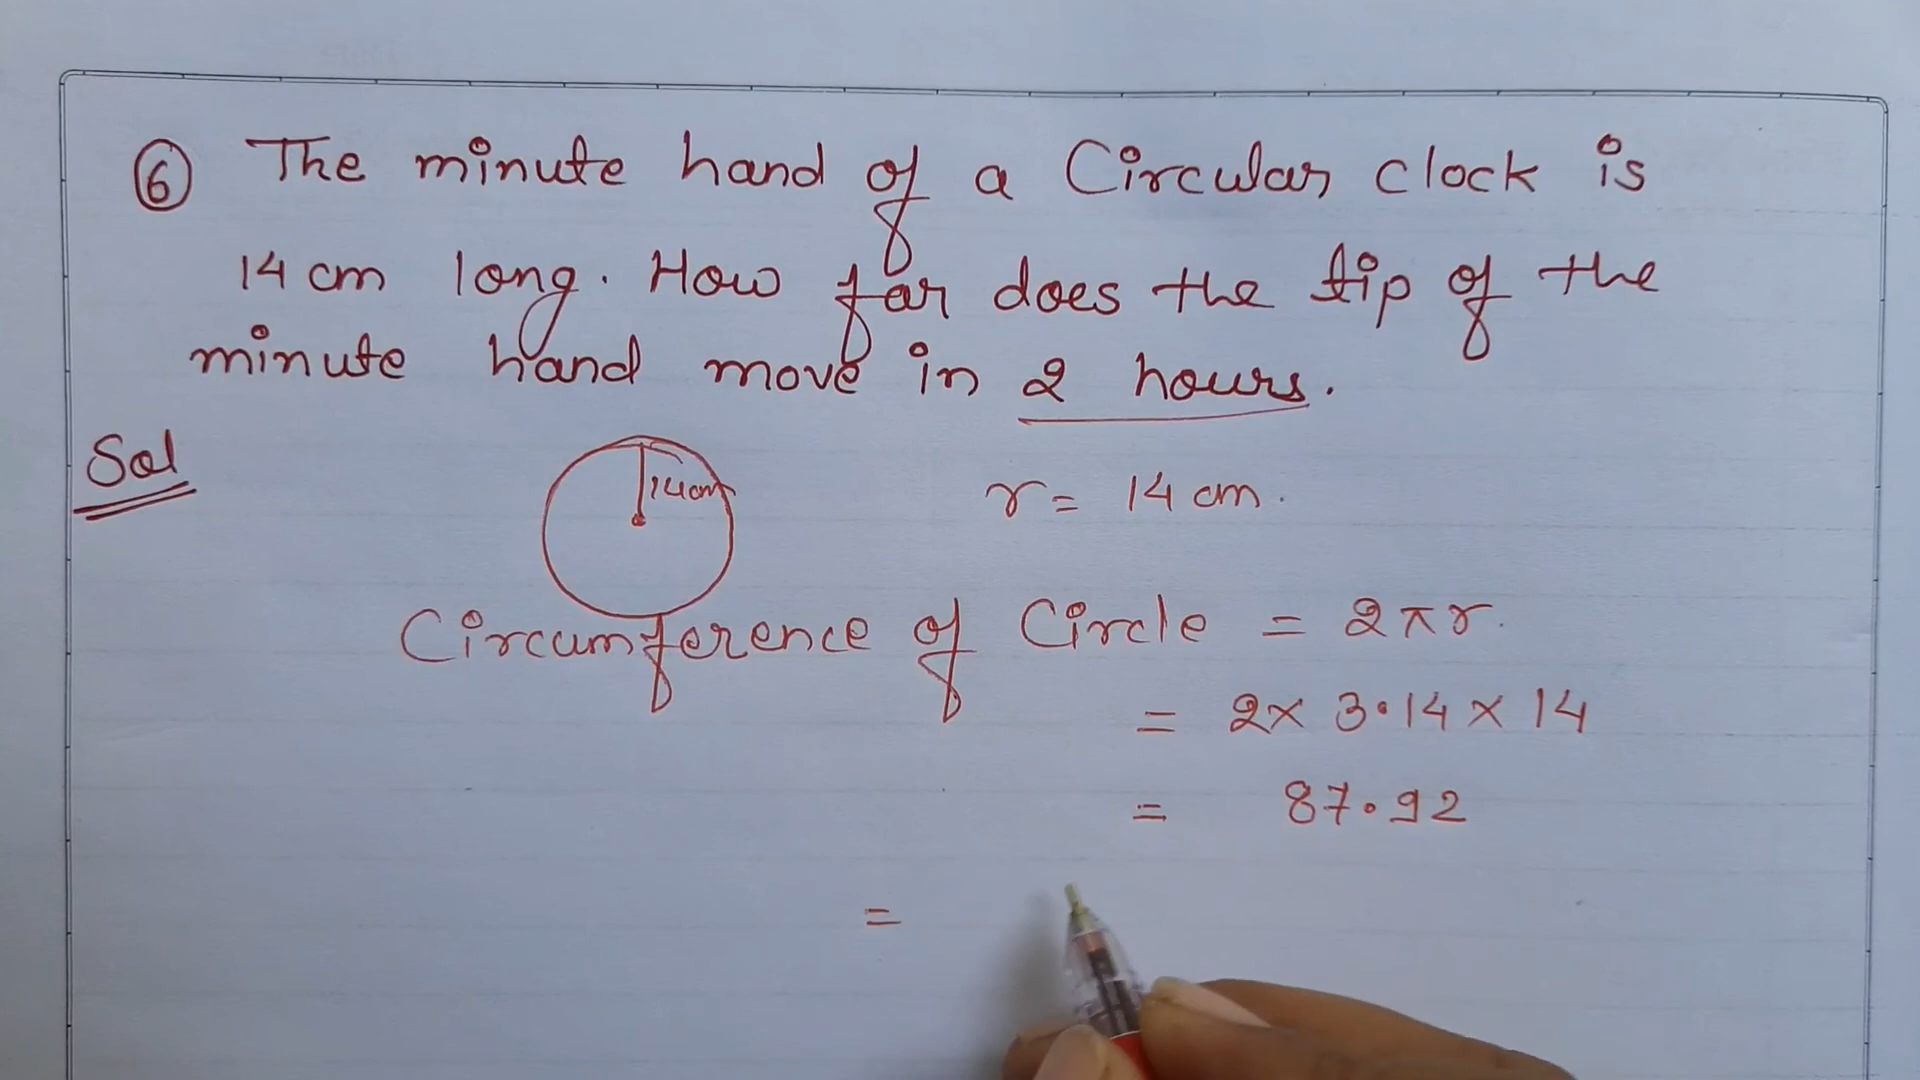 6 The minute hand of a Circular clock is
14 cm long. How far does the tip of the
minute hand move in 2 hours.
Sol
14cm
r = 14 cm.
Circumference of Circle = 2πr.
= 2 x 3.14 x 14
= 87.92
=